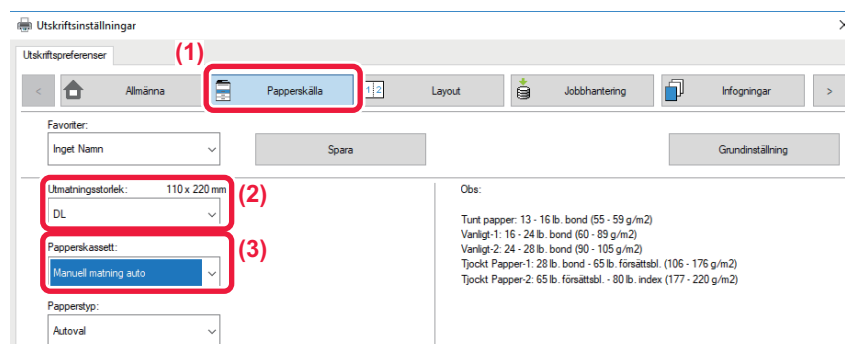 Utskriftsinställningar
Utskriftspreferenser
(1)
< Allmänna Papperskälla 1 2 Layout Jobbhantering Infogningar >
Favoriter:
Inget Namn Spara Grundinställning
Utmatningsstorlek: 110 x 220 mm
(2)
DL
Papperskassett:
(3)
Manuell matning auto
Papperstyp:
Autoval
Obs:
Tunt papper: 13 - 16 lb. bond (55 - 59 g/m2)
Vanligt-1: 16 - 24 lb. bond (60 - 89 g/m2)
Vanligt-2: 24 - 28 lb. bond (90 - 105 g/m2)
Tjockt Papper-1: 28 lb. bond - 65 lb. försättsbl. (106 - 176 g/m2)
Tjockt Papper-2: 65 lb. försättsbl. - 80 lb. index (177 - 220 g/m2)